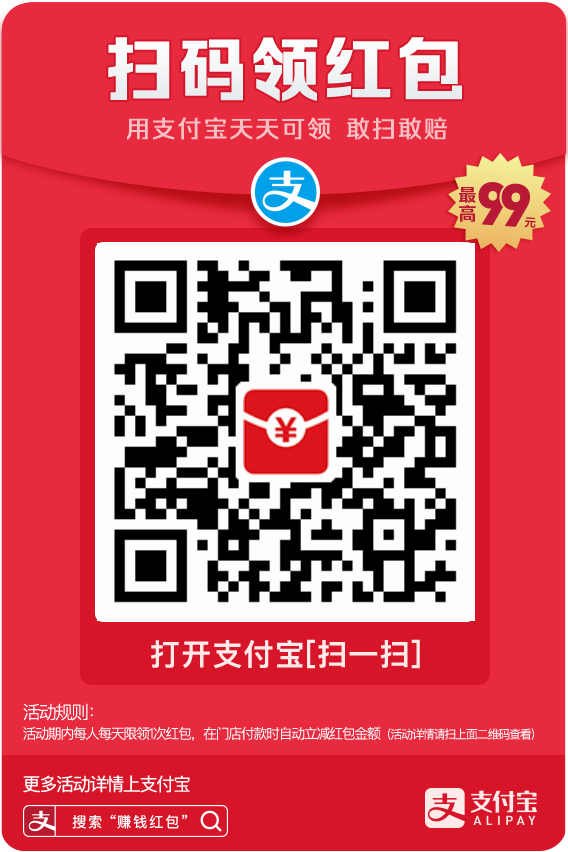 扫码领红包
用支付宝天天可领 敢扫敢赔
支
最高99元
¥
打开支付宝[扫一扫]
活动规则:
活动期内每人每天限领1次红包，在门店付款时自动立减红包金额（活动详情请扫上面二维码查看）
更多活动详情上支付宝
支 搜索“赚钱红包”
支 支付宝
ALIPAY